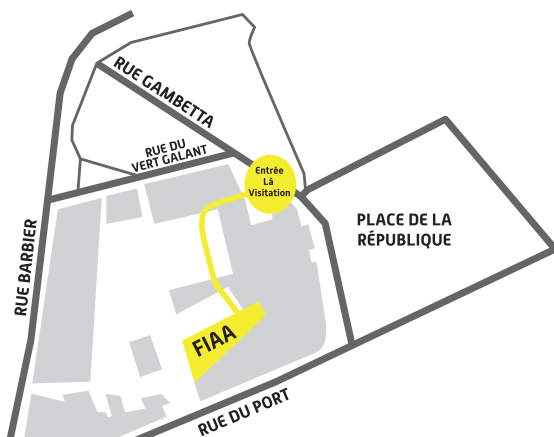 RUE GAMBETTA
RUE DU
VERT GALANT
Entrée
Là
Visitation
PLACE DE LA
RÉPUBLIQUE
RUE BARBIER
FIAA
RUE DU PORT